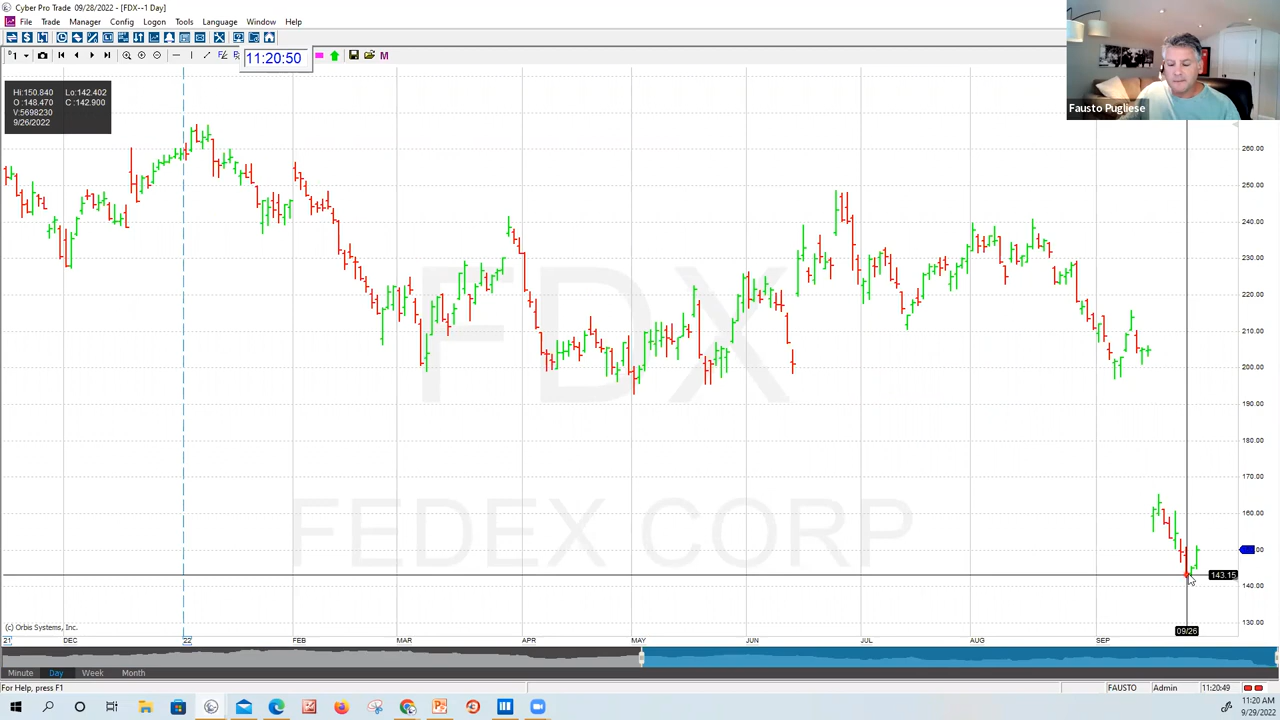 Cyber Pro Trade 09/28/2022 - [FDX--1 Day]
File Trade Manager Config Logon Tools Language Window Help
1 11:20:50 M
Hi:150.840 Lo:142.402
O :148.470 C :142.900
V:5698230
9/26/2022
Fausto Pugliese
260.00
250.00
240.00
230.00
220.00
210.00
200.00
190.00
180.00
170.00
160.00
140.00
130.00
FDX
FEDEX CORP
143.15
09/26
(c) Orbis Systems, Inc.
21 DEC 22 FEB MAR APR MAY JUN JUL AUG SEP
Minute Day Week Month
For Help, press F1 FAUSTO Admin 11:20:49
11:20 AM
9/29/2022